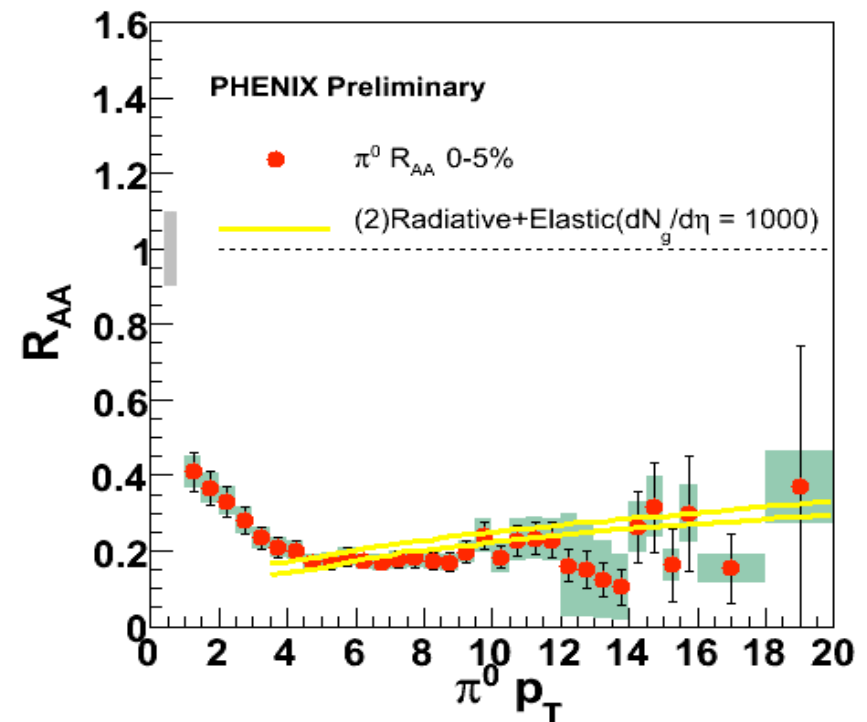 1.6
PHENIX Preliminary
1.4
π⁰ R_AA 0-5%
1.2
(2)Radiative+Elastic(dN_g/dη = 1000)
1
R_AA
0.8
0.6
0.4
0.2
0
0 2 4 6 8 10 12 14 16 18 20
π⁰ p_T